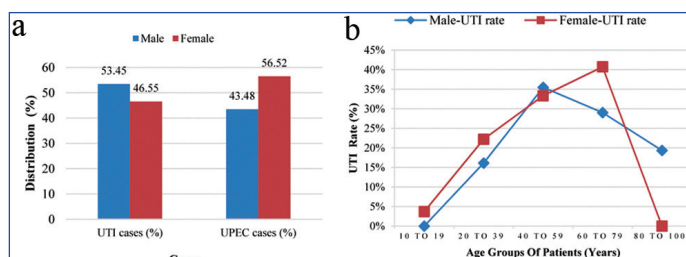 a
Male Female
Distribution (%)
60
50
40
30
20
10
0
53.45
46.55
43.48
56.52
UTI cases (%) UPEC cases (%)
b
Male-UTI rate Female-UTI rate
UTI Rate (%)
45%
40%
35%
30%
25%
20%
15%
10%
5%
0%
10 TO 19 20 TO 39 40 TO 59 60 TO 79 80 TO 100
Age Groups Of Patients (Years)